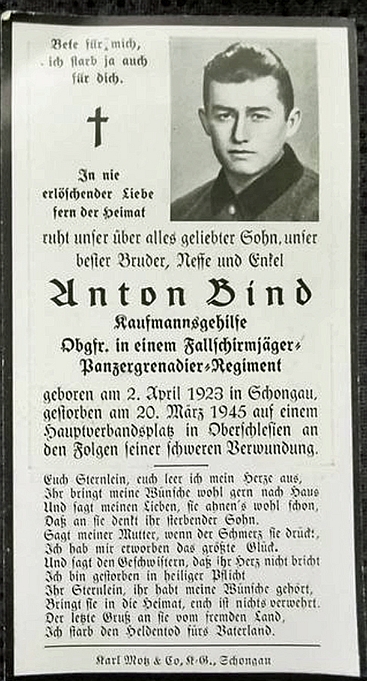 Bete für mich,
ich starb ja auch
für dich.
In nie
erlöschender Liebe
fern der Heimat
ruht unser über alles geliebter Sohn, unser
bester Bruder, Neffe und Enkel
Anton Bind
Kaufmannsgehilfe
Obgfr. in einem Fallschirmjäger-
Panzergrenadier-Regiment
geboren am 2. April 1923 in Schongau,
gestorben am 20. März 1945 auf einem
Hauptverbandsplatz in Oberschlesien an
den Folgen seiner schweren Verwundung.
Euch Sternlein, euch leer ich mein Herze aus,
Ihr bringt meine Wünsche wohl gern nach Haus
Und sagt meinen Lieben, sie ahnen's wohl schon,
Daß an sie denkt ihr sterbender Sohn.
Sagt meiner Mutter, wenn der Schmerz sie drückt,
Ich hab mir erworben das größte Glück.
Und sagt den Geschwistern, daß ihr Herz nicht bricht
Ich bin gestorben in heiliger Pflicht
Ihr Sternlein, ihr habt meine Wünsche gehört,
Bringt sie in die Heimat, euch ist nichts verwehrt.
Der letzte Gruß an sie vom fremden Land,
Ich starb den Heldentod fürs Vaterland.
Karl Motz & Co, K.-G., Schongau